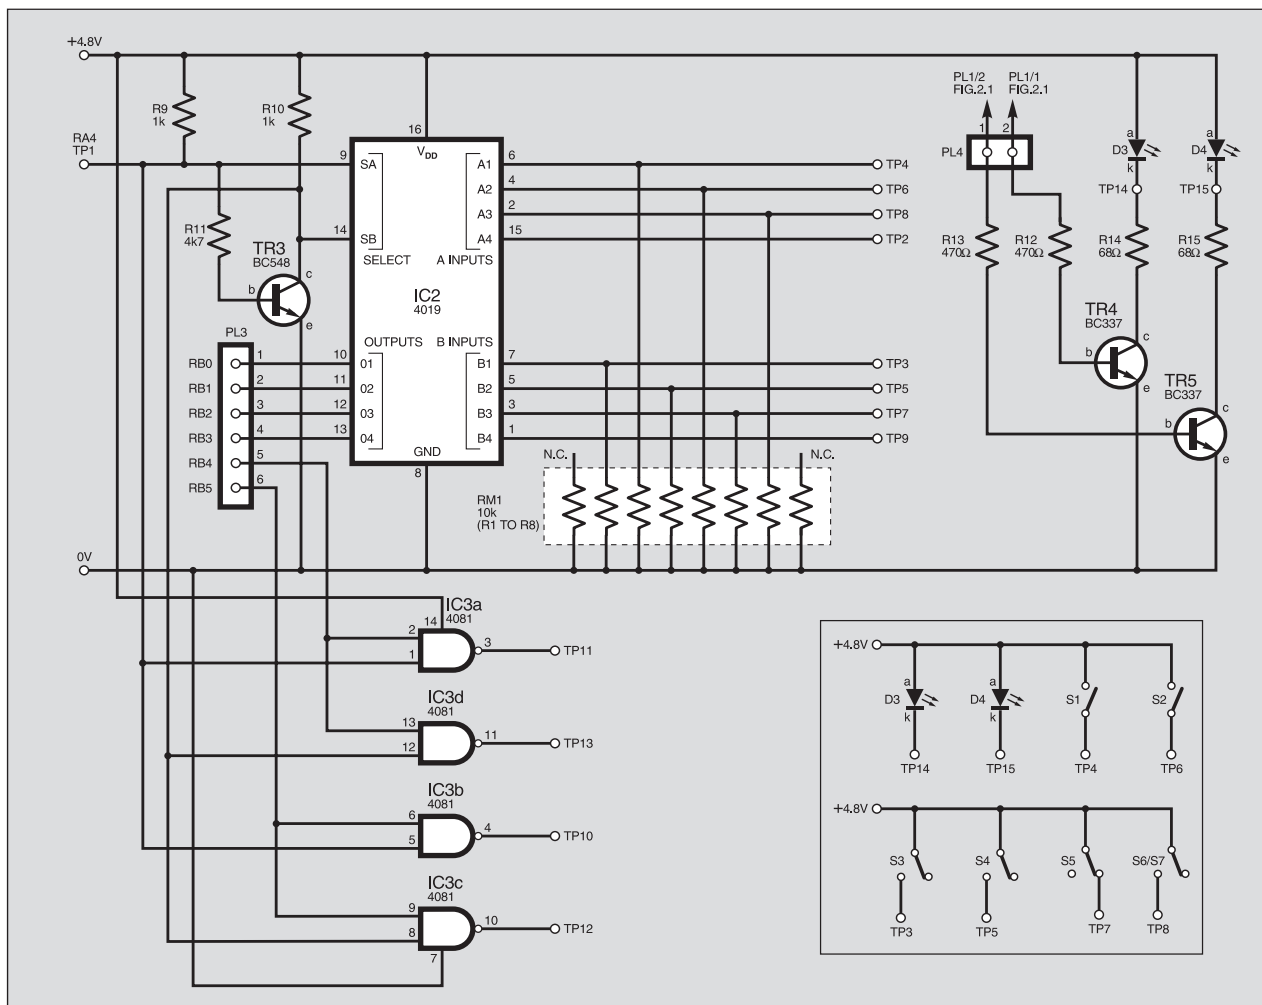 +4.8V
R9
1k
R10
1k
RA4
TP1
R11
4k7
TR3
BC548
b
c
e
16
VDD
9
SA
14
SB
SELECT
A1
6
A2
4
A3
2
A4
15
A INPUTS
IC2
4019
OUTPUTS
B INPUTS
10
01
11
02
12
03
13
04
B1
7
B2
5
B3
3
B4
1
GND
8
TP4
TP6
TP8
TP2
TP3
TP5
TP7
TP9
PL3
RB0
1
RB1
2
RB2
3
RB3
4
RB4
5
RB5
6
0V
N.C.
N.C.
RM1
10k
(R1 TO R8)
PL1/2
FIG.2.1
PL1/1
FIG.2.1
1
2
PL4
R13
470Ω
R12
470Ω
a
D3
k
TP14
R14
68Ω
a
D4
k
TP15
R15
68Ω
TR4
BC337
b
c
e
TR5
BC337
b
c
e
IC3a
4081
14
2
1
3
TP11
IC3d
4081
13
12
11
TP13
IC3b
4081
6
5
4
TP10
IC3c
4081
9
8
7
10
TP12
+4.8V
a
D3
k
TP14
a
D4
k
TP15
S1
TP4
S2
TP6
+4.8V
S3
TP3
S4
TP5
S5
TP7
S6/S7
TP8